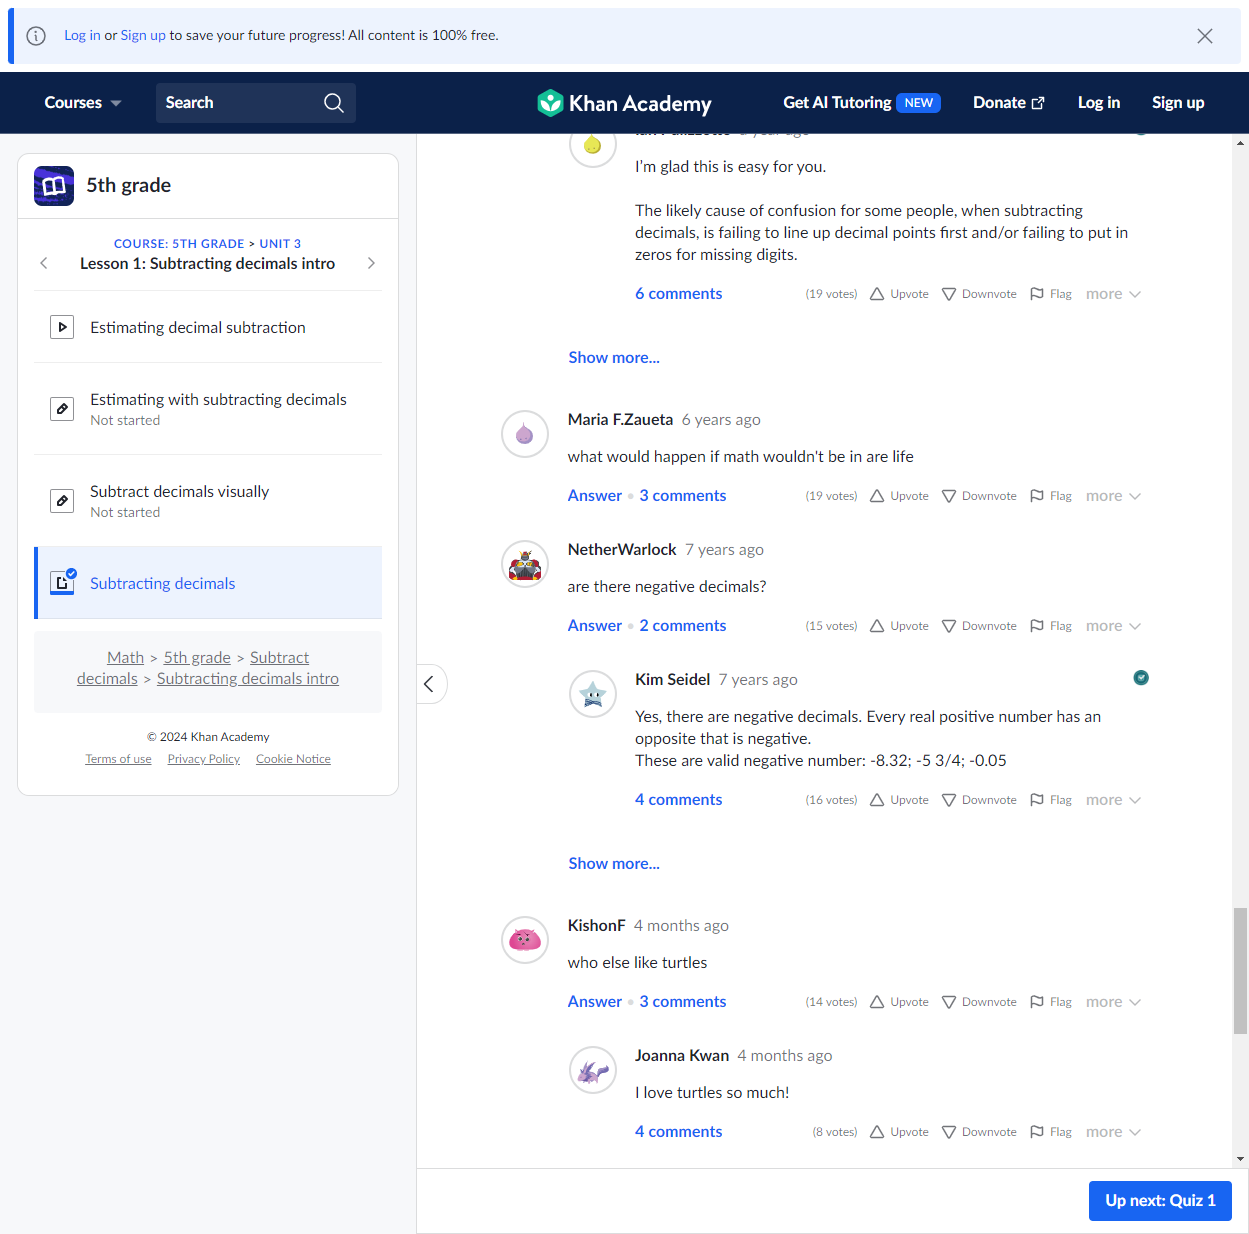 Log in or Sign up to save your future progress! All content is 100% free.
Courses
Search
Khan Academy
Get AI Tutoring NEW
Donate
Log in
Sign up
5th grade
COURSE: 5TH GRADE > UNIT 3
Lesson 1: Subtracting decimals intro
Estimating decimal subtraction
Estimating with subtracting decimals
Not started
Subtract decimals visually
Not started
Subtracting decimals
Math > 5th grade > Subtract
decimals > Subtracting decimals intro
© 2024 Khan Academy
Terms of use Privacy Policy Cookie Notice
I'm glad this is easy for you.
The likely cause of confusion for some people, when subtracting
decimals, is failing to line up decimal points first and/or failing to put in
zeros for missing digits.
6 comments (19 votes) Upvote Downvote Flag more
Show more...
Maria F.Zaueta 6 years ago
what would happen if math wouldn't be in are life
Answer • 3 comments (19 votes) Upvote Downvote Flag more
NetherWarlock 7 years ago
are there negative decimals?
Answer • 2 comments (15 votes) Upvote Downvote Flag more
Kim Seidel 7 years ago
Yes, there are negative decimals. Every real positive number has an
opposite that is negative.
These are valid negative number: -8.32; -5 3/4; -0.05
4 comments (16 votes) Upvote Downvote Flag more
Show more...
KishonF 4 months ago
who else like turtles
Answer • 3 comments (14 votes) Upvote Downvote Flag more
Joanna Kwan 4 months ago
I love turtles so much!
4 comments (8 votes) Upvote Downvote Flag more
Up next: Quiz 1